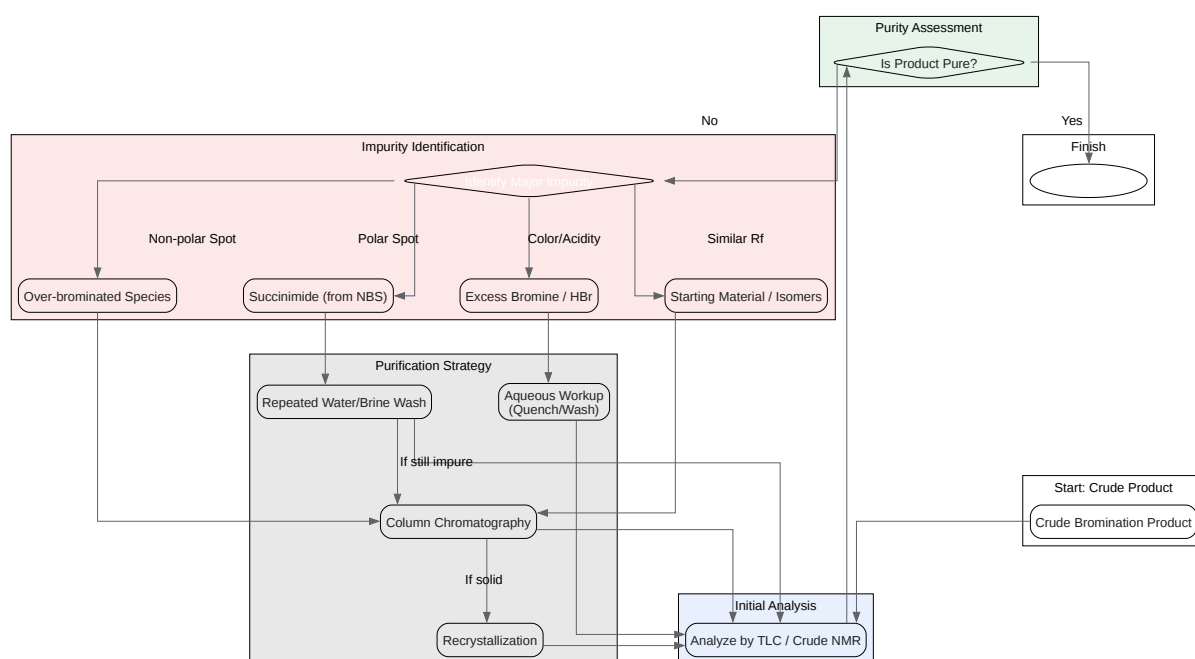 Purity Assessment
Is Product Pure?
No
Yes
Impurity Identification
Finish
Identify Major Impurity
Non-polar Spot
Polar Spot
Color/Acidity
Similar Rf
Over-brominated Species
Succinimide (from NBS)
Excess Bromine / HBr
Starting Material / Isomers
Purification Strategy
Repeated Water/Brine Wash
Aqueous Workup
(Quench/Wash)
If still impure
Start: Crude Product
Column Chromatography
Crude Bromination Product
If solid
Initial Analysis
Recrystallization
Analyze by TLC / Crude NMR